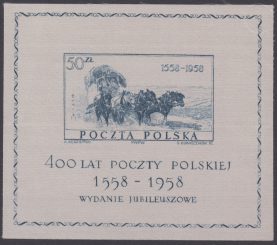 50 ZŁ
1558-1958
POCZTA POLSKA
400 LAT POCZTY POLSKIEJ
1558 - 1958
WYDANIE JUBILEUSZOWE